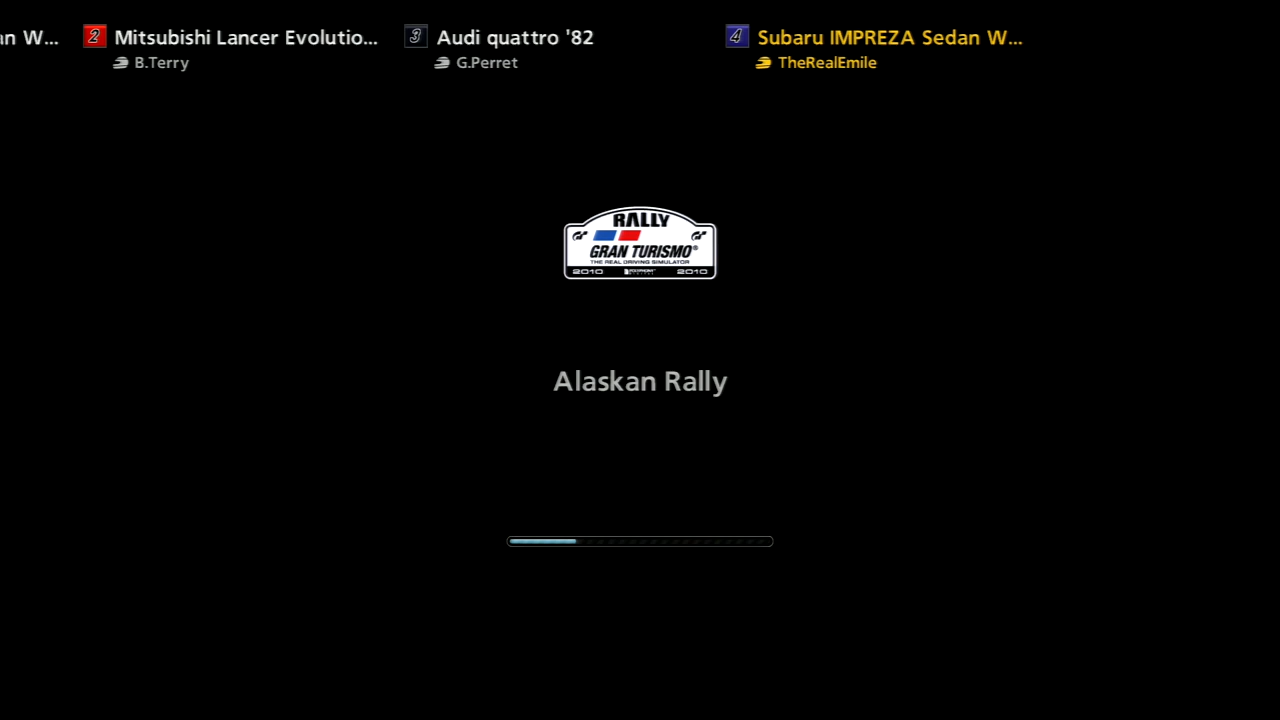 an W...
2 Mitsubishi Lancer Evolutio...
B.Terry
3 Audi quattro '82
G.Perret
4 Subaru IMPREZA Sedan W...
TheRealEmile
RALLY
GRAN TURISMO®
THE REAL DRIVING SIMULATOR
2010 2010
Alaskan Rally